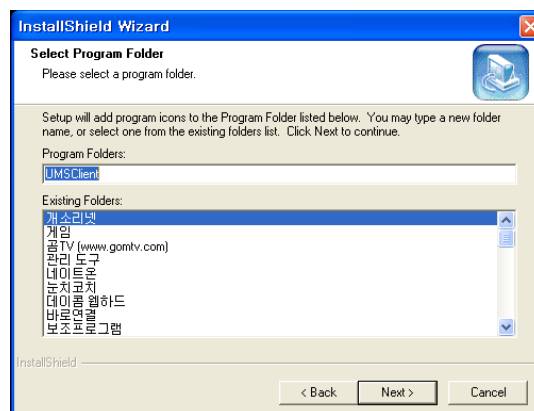 InstallShield Wizard
Select Program Folder
Please select a program folder.
Setup will add program icons to the Program Folder listed below. You may type a new folder
name, or select one from the existing folders list. Click Next to continue.
Program Folders:
UMSClient
Existing Folders:
개소리넷
게임
곰TV (www.gomtv.com)
관리 도구
네이트온
눈치코치
데이콤 웹하드
바로연결
보조프로그램
InstallShield
< Back Next > Cancel